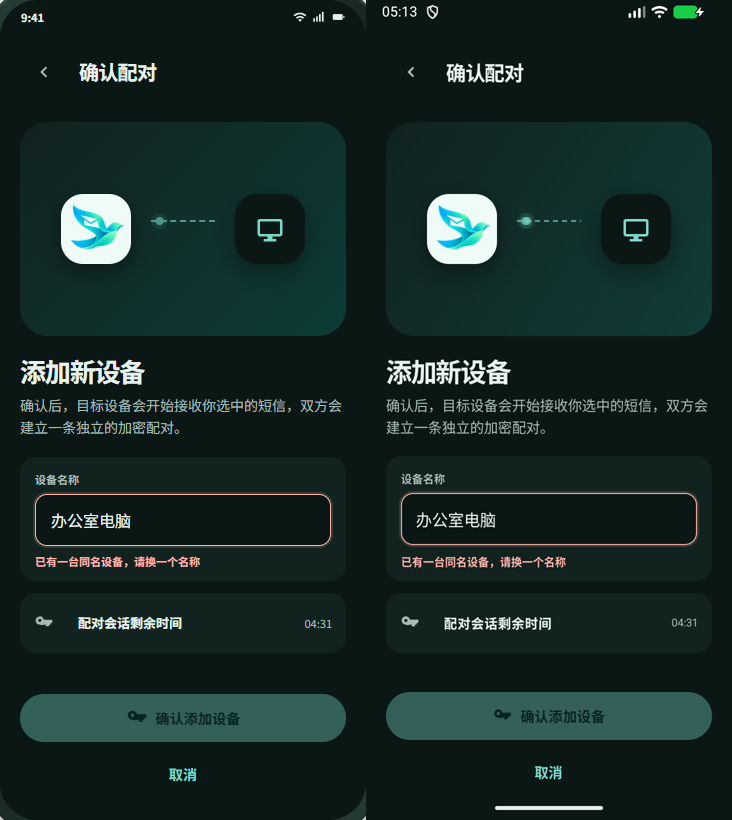 9:41
确认配对
添加新设备
确认后，目标设备会开始接收你选中的短信，双方会
建立一条独立的加密配对。
设备名称
办公室电脑
已有一台同名设备，请换一个名称
配对会话剩余时间
04:31
确认添加设备
取消
05:13
确认配对
添加新设备
确认后，目标设备会开始接收你选中的短信，双方会
建立一条独立的加密配对。
设备名称
办公室电脑
已有一台同名设备，请换一个名称
配对会话剩余时间
04:31
确认添加设备
取消